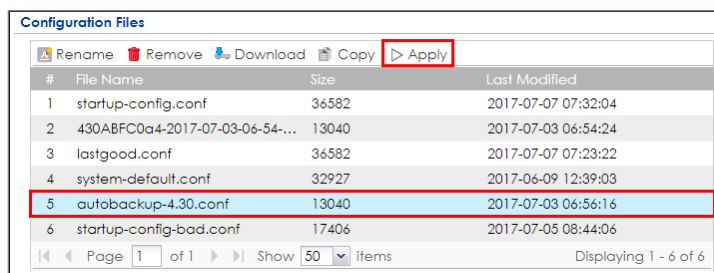 Configuration Files
Rename Remove Download Copy Apply
# File Name Size Last Modified
1 startup-config.conf 36582 2017-07-07 07:32:04
2 430ABFC0a4-2017-07-03-06-54-... 13040 2017-07-03 06:54:24
3 lastgood.conf 36582 2017-07-07 07:23:22
4 system-default.conf 32927 2017-06-09 12:39:03
5 autobackup-4.30.conf 13040 2017-07-03 06:56:16
6 startup-config-bad.conf 17406 2017-07-05 08:44:06
Page 1 of 1 Show 50 items Displaying 1 - 6 of 6